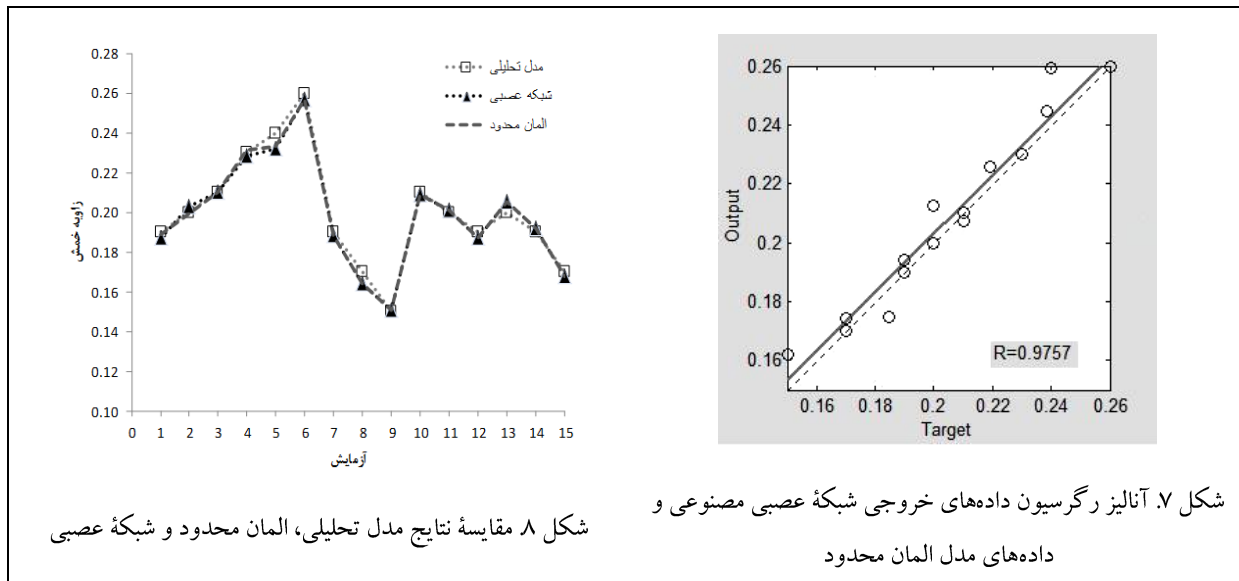 0.26
0.24
0.22
0.2
0.18
0.16
Output
R=0.9757
0.16 0.18 0.2 0.22 0.24 0.26
Target
شکل ۷. آنالیز رگرسیون داده‌های خروجی شبکهٔ عصبی مصنوعی و
داده‌های مدل المان محدود
0.28
0.26
0.24
0.22
0.20
0.18
0.16
0.14
0.12
0.10
زاویه خمش
مدل تحلیلی
شبکه عصبی
المان محدود
0 1 2 3 4 5 6 7 8 9 10 11 12 13 14 15
آزمایش
شکل ۸. مقایسهٔ نتایج مدل تحلیلی، المان محدود و شبکهٔ عصبی